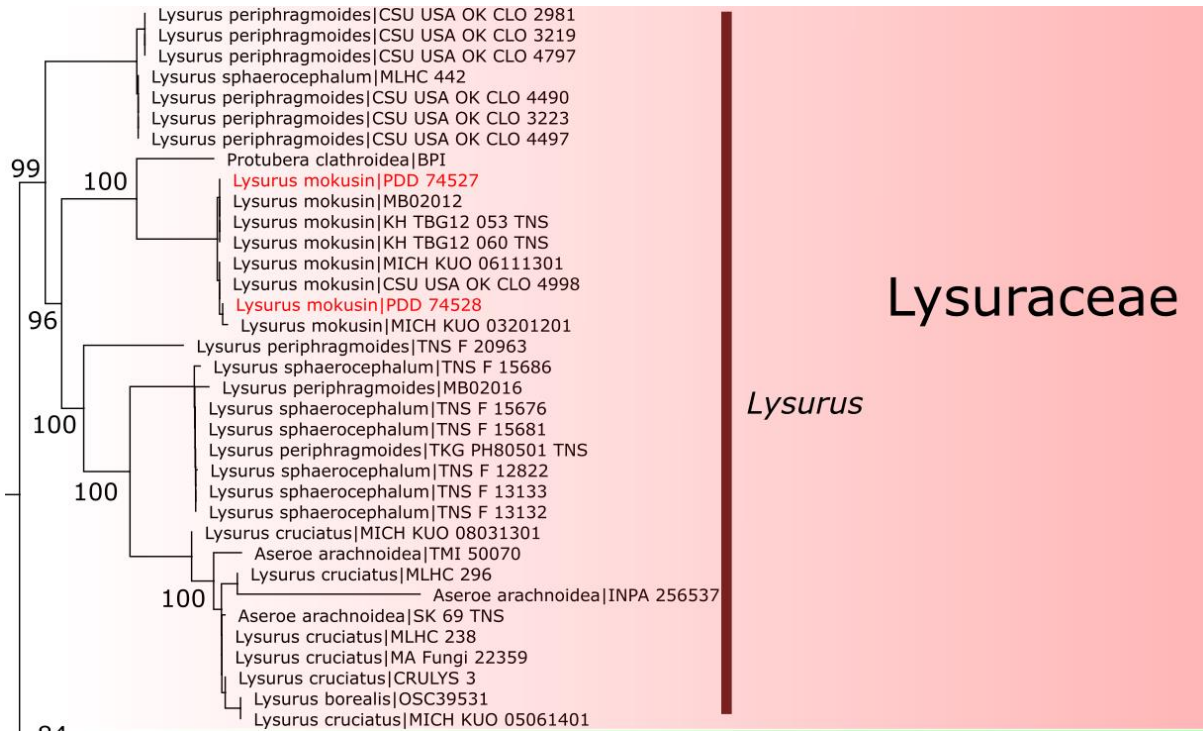 Lysurus periphragmoides|CSU USA OK CLO 2981
Lysurus periphragmoides|CSU USA OK CLO 3219
Lysurus periphragmoides|CSU USA OK CLO 4797
Lysurus sphaerocephalum|MLHC 442
Lysurus periphragmoides|CSU USA OK CLO 4490
Lysurus periphragmoides|CSU USA OK CLO 3223
Lysurus periphragmoides|CSU USA OK CLO 4497
99
Protubera clathroidea|BPI
100
Lysurus mokusin|PDD 74527
Lysurus mokusin|MB02012
Lysurus mokusin|KH TBG12 053 TNS
Lysurus mokusin|KH TBG12 060 TNS
Lysurus mokusin|MICH KUO 06111301
Lysurus mokusin|CSU USA OK CLO 4998
Lysuraceae
Lysurus mokusin|PDD 74528
96
Lysurus mokusin|MICH KUO 03201201
Lysurus periphragmoides|TNS F 20963
Lysurus sphaerocephalum|TNS F 15686
Lysurus periphragmoides|MB02016
Lysurus
Lysurus sphaerocephalum|TNS F 15676
100
Lysurus sphaerocephalum|TNS F 15681
Lysurus periphragmoides|TKG PH80501 TNS
Lysurus sphaerocephalum|TNS F 12822
100
Lysurus sphaerocephalum|TNS F 13133
Lysurus sphaerocephalum|TNS F 13132
Lysurus cruciatus|MICH KUO 08031301
Aseroe arachnoidea|TMI 50070
Lysurus cruciatus|MLHC 296
100
Aseroe arachnoidea|INPA 256537
Aseroe arachnoidea|SK 69 TNS
Lysurus cruciatus|MLHC 238
Lysurus cruciatus|MA Fungi 22359
Lysurus cruciatus|CRULYS 3
Lysurus borealis|OSC39531
Lysurus cruciatus|MICH KUO 05061401